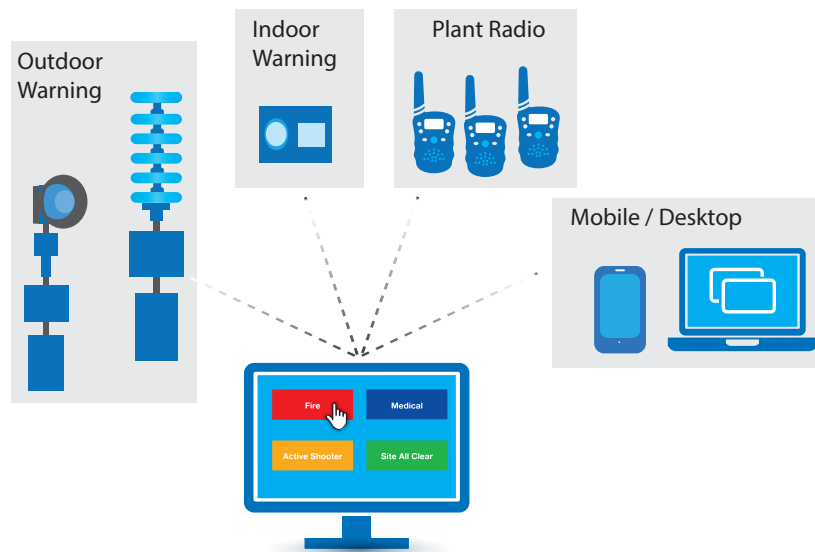 Outdoor
Warning
Indoor
Warning
Plant Radio
Mobile / Desktop
Fire
Medical
Active Shooter
Site All Clear